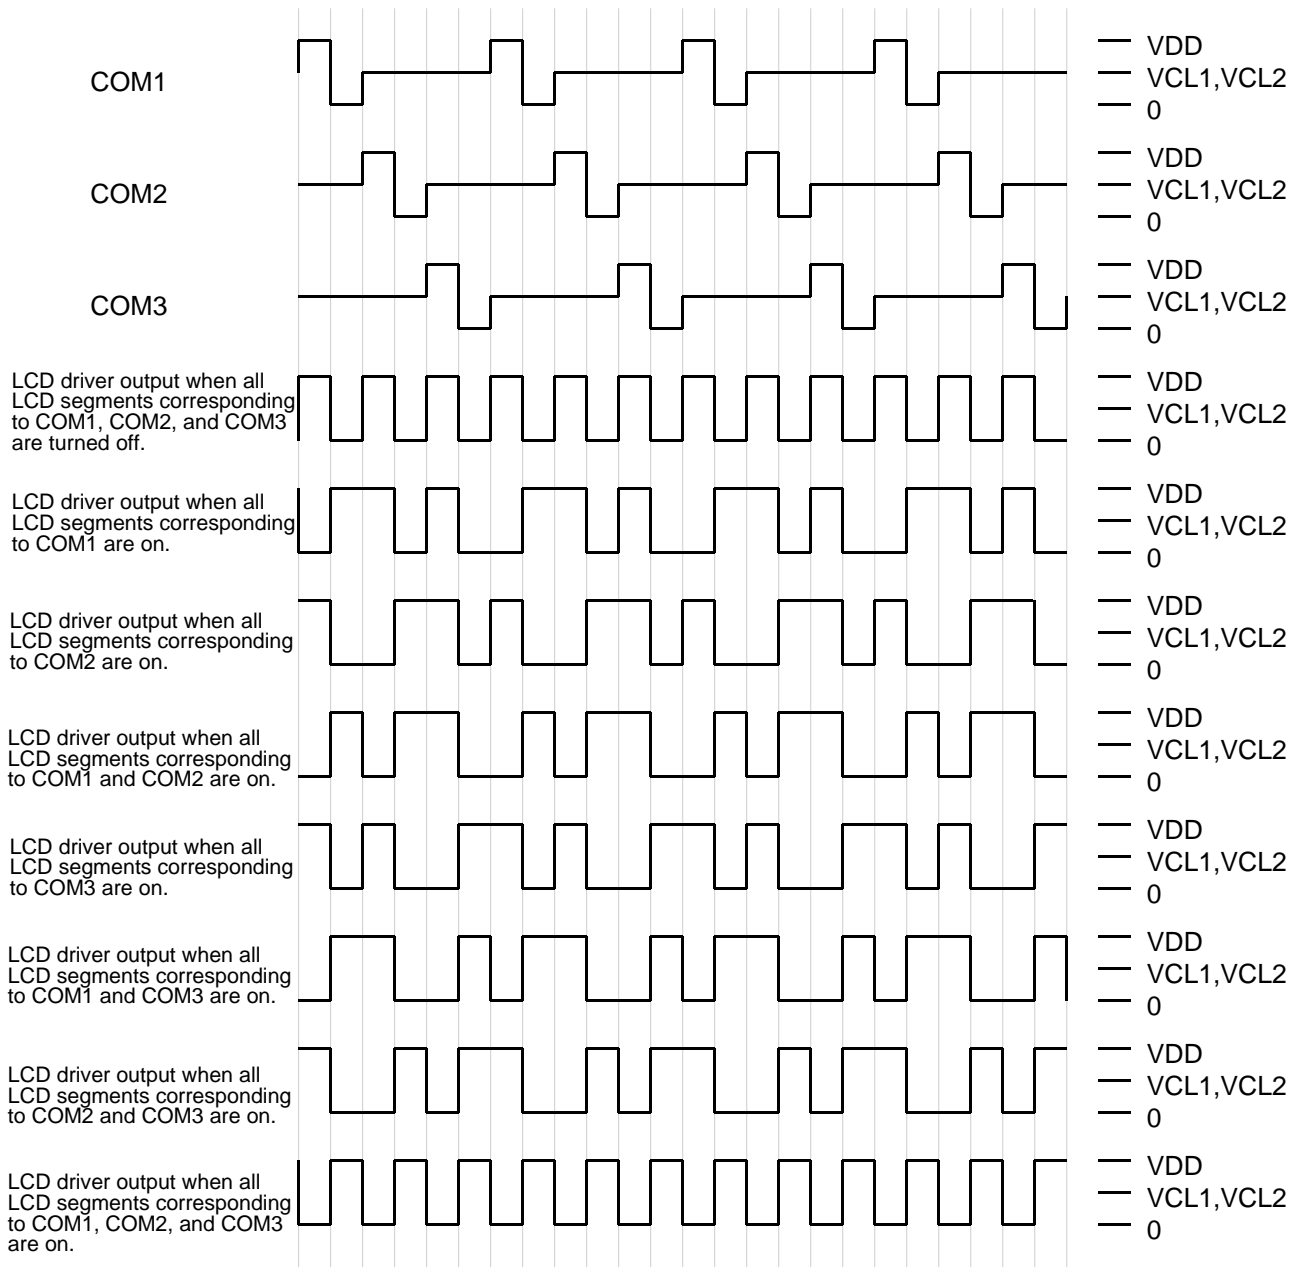 COM1
VDD
VCL1,VCL2
0
COM2
VDD
VCL1,VCL2
0
COM3
VDD
VCL1,VCL2
0
LCD driver output when all
LCD segments corresponding
to COM1, COM2, and COM3
are turned off.
VDD
VCL1,VCL2
0
LCD driver output when all
LCD segments corresponding
to COM1 are on.
VDD
VCL1,VCL2
0
LCD driver output when all
LCD segments corresponding
to COM2 are on.
VDD
VCL1,VCL2
0
LCD driver output when all
LCD segments corresponding
to COM1 and COM2 are on.
VDD
VCL1,VCL2
0
LCD driver output when all
LCD segments corresponding
to COM3 are on.
VDD
VCL1,VCL2
0
LCD driver output when all
LCD segments corresponding
to COM1 and COM3 are on.
VDD
VCL1,VCL2
0
LCD driver output when all
LCD segments corresponding
to COM2 and COM3 are on.
VDD
VCL1,VCL2
0
LCD driver output when all
LCD segments corresponding
to COM1, COM2, and COM3
are on.
VDD
VCL1,VCL2
0